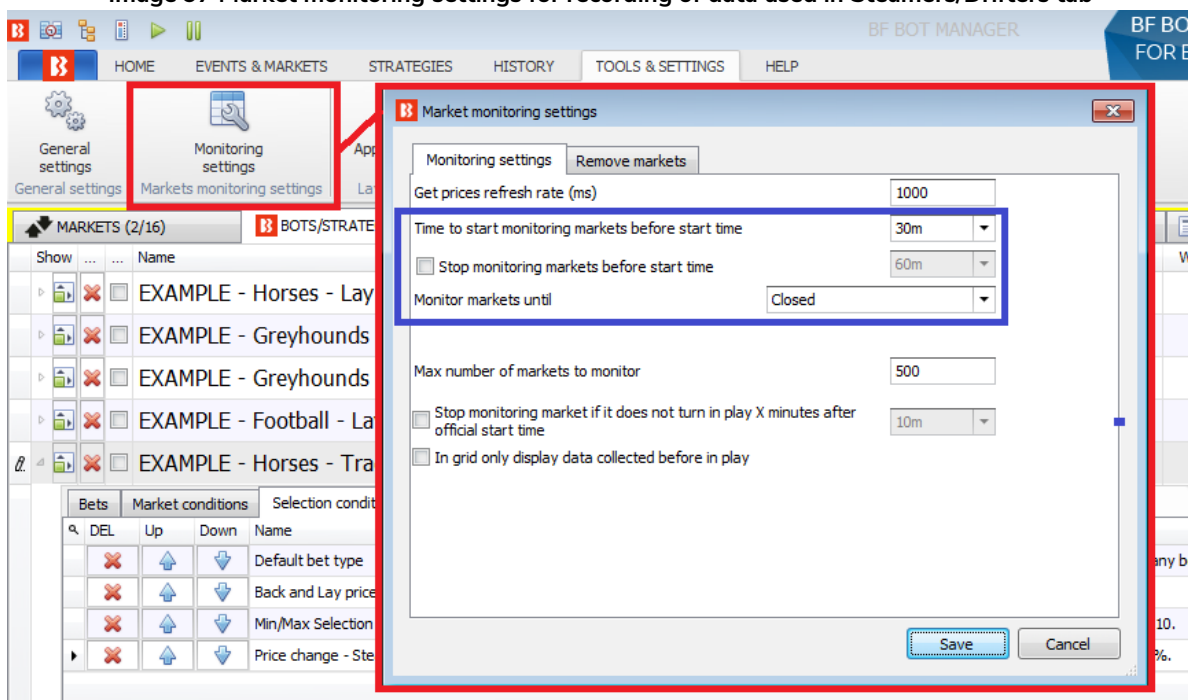 Image 37 Market monitoring settings for recording of data used in Steamers/Drifters tab
BF BOT MANAGER
BF BO
FOR B
HOME EVENTS & MARKETS STRATEGIES HISTORY TOOLS & SETTINGS HELP
General settings
Monitoring settings
App
General settings Markets monitoring settings La
Market monitoring settings
Monitoring settings Remove markets
Get prices refresh rate (ms) 1000
Time to start monitoring markets before start time 30m
Stop monitoring markets before start time 60m
Monitor markets until Closed
Max number of markets to monitor 500
Stop monitoring market if it does not turn in play X minutes after
official start time 10m
In grid only display data collected before in play
Save Cancel
MARKETS (2/16) BOTS/STRATE
Show ... ... Name
EXAMPLE - Horses - Lay
EXAMPLE - Greyhounds
EXAMPLE - Greyhounds
EXAMPLE - Football - La
EXAMPLE - Horses - Tra
Bets Market conditions Selection condit
DEL Up Down Name
Default bet type any b
Back and Lay price
Min/Max Selection 10.
Price change - Ste %.